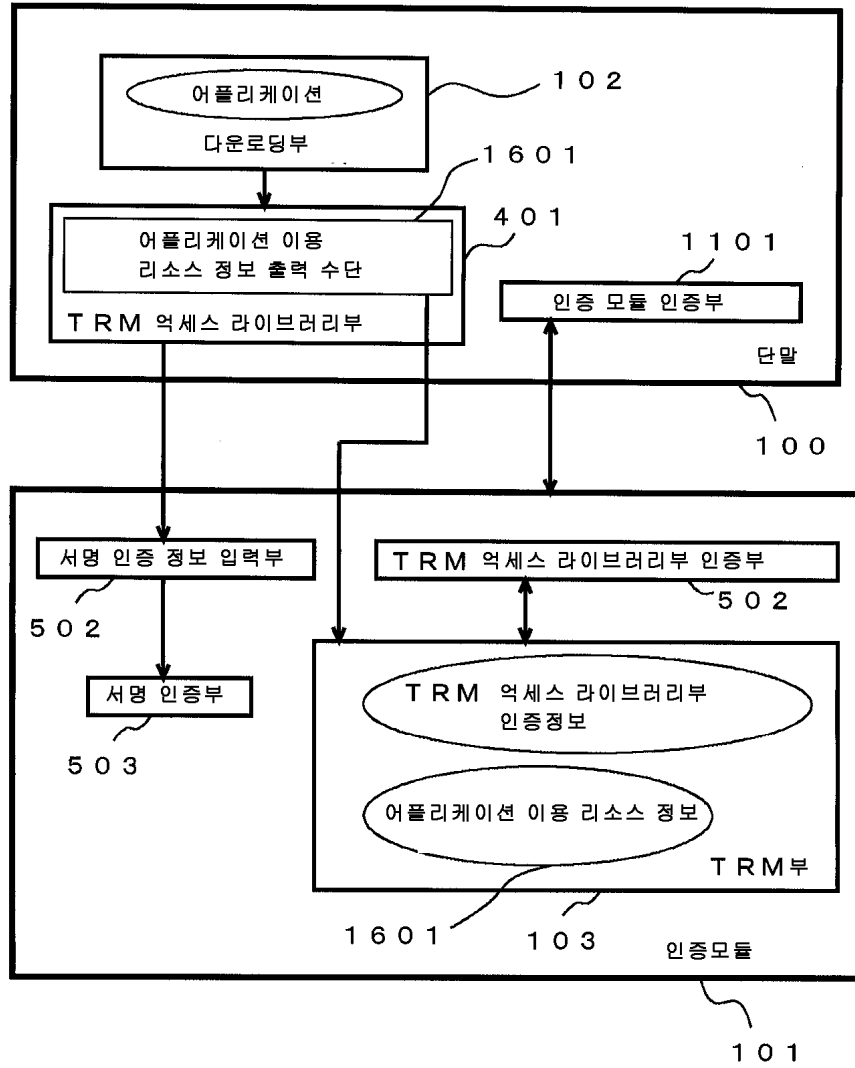 어플리케이션
다운로딩부
102
1601
401
어플리케이션 이용
리소스 정보 출력 수단
TRM 억세스 라이브러리부
1101
인증 모듈 인증부
단말
100
서명 인증 정보 입력부
502
TRM 억세스 라이브러리부 인증부
502
서명 인증부
503
TRM 억세스 라이브러리부
인증정보
어플리케이션 이용 리소스 정보
TRM부
1601
103
인증모듈
101